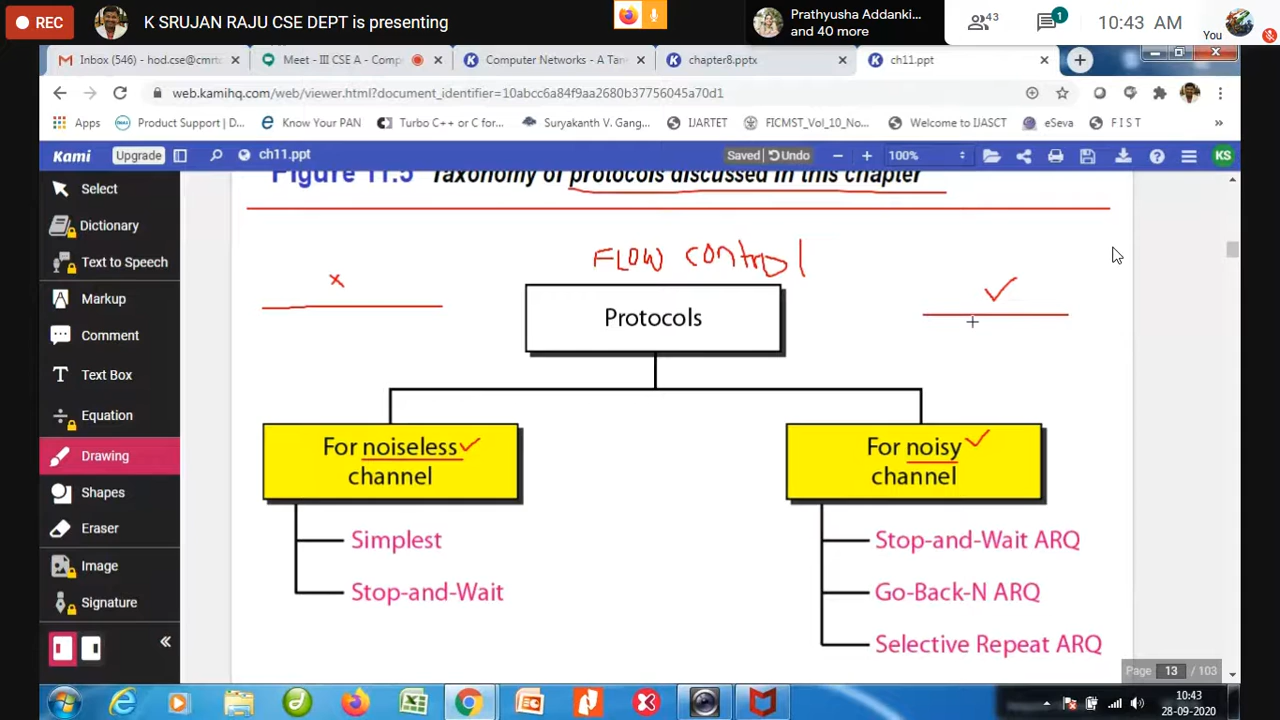 REC
K SRUJAN RAJU CSE DEPT is presenting
Prathyusha Addanki...
and 40 more
43
1
10:43 AM
You
Inbox (546) - hod.cse@cmrtc
Meet - III CSE A - Comp
Computer Networks - A Tan
chapter8.pptx
ch11.ppt
web.kamihq.com/web/viewer.html?document_identifier=10abcc6a84f9aa2680b37756045a70d1
Apps
Product Support | D...
Know Your PAN
Turbo C++ or C for...
Suryakanth V. Gang...
IJARTET
FICMST_Vol_10_No...
Welcome to IJASCT
eSeva
F I S T
»
Kami
Upgrade
ch11.ppt
Saved
Undo
100%
KS
Select
Dictionary
Text to Speech
Markup
Comment
Text Box
Equation
Drawing
Shapes
Eraser
Image
Signature
Figure 11.5 Taxonomy of protocols discussed in this chapter
FLOW control
Protocols
For noiseless
channel
For noisy
channel
Simplest
Stop-and-Wait
Stop-and-Wait ARQ
Go-Back-N ARQ
Selective Repeat ARQ
Page 13 / 103
10:43
28-09-2020